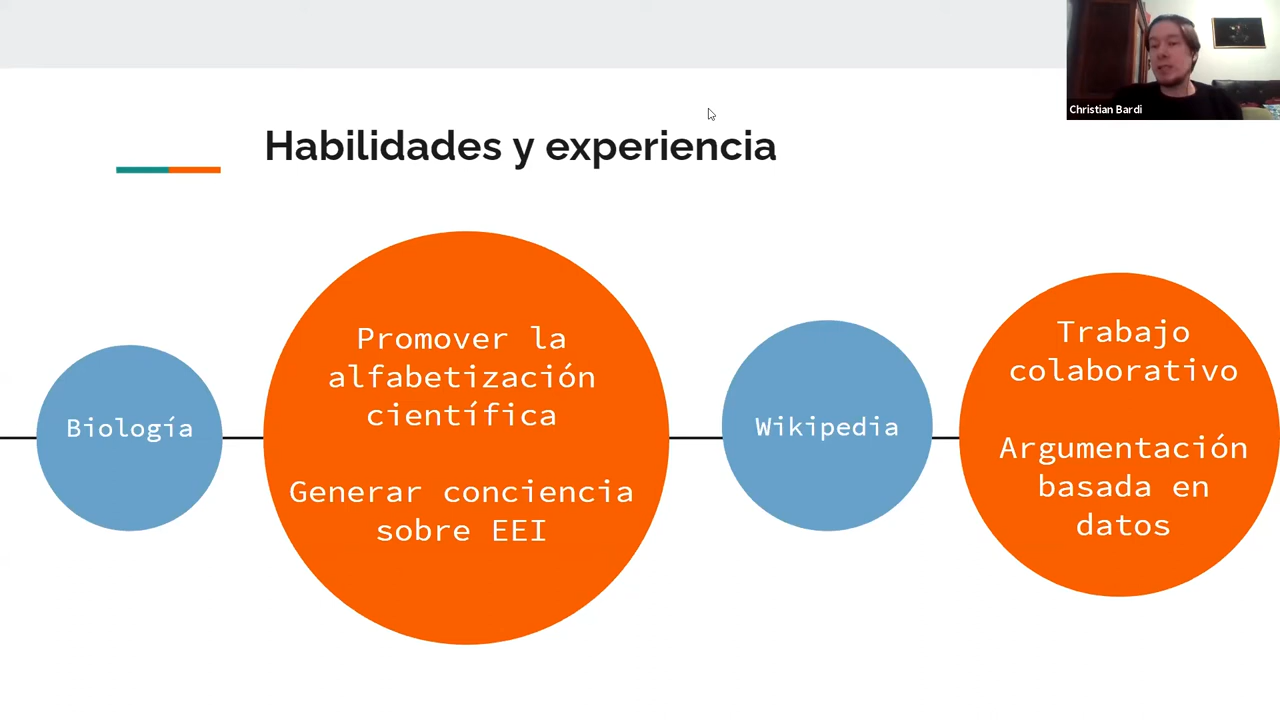 Christian Bardi
Habilidades y experiencia
Biología
Promover la
alfabetización
científica
Generar conciencia
sobre EEI
Wikipedia
Trabajo
colaborativo
Argumentación
basada en
datos